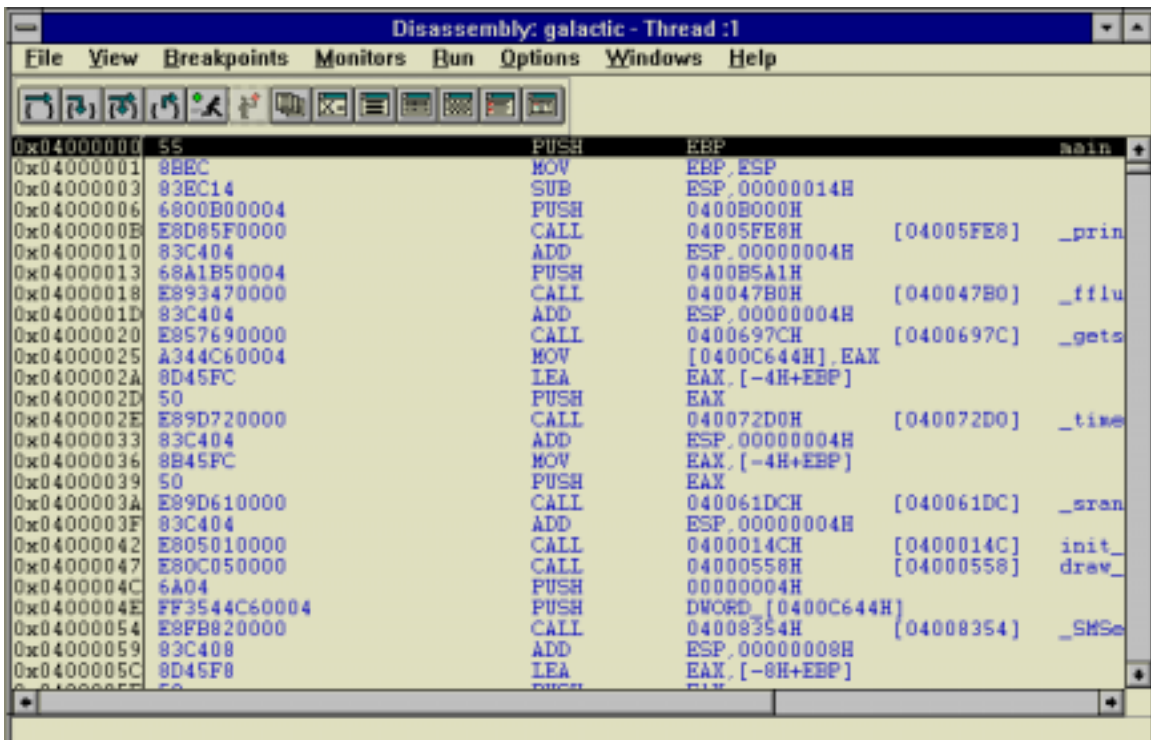 Disassembly: galactic - Thread :1
File View Breakpoints Monitors Run Options Windows Help
0x04000000 55 PUSH EBP main
0x04000001 8BEC MOV EBP,ESP
0x04000003 83EC14 SUB ESP,00000014H
0x04000006 6800B00004 PUSH 0400B000H
0x0400000B E8D85F0000 CALL 04005FE8H [04005FE8] _prin
0x04000010 83C404 ADD ESP,00000004H
0x04000013 68A1B50004 PUSH 0400B5A1H
0x04000018 E893470000 CALL 040047B0H [040047B0] _fflu
0x0400001D 83C404 ADD ESP,00000004H
0x04000020 E857690000 CALL 0400697CH [0400697C] _gets
0x04000025 A344C60004 MOV [0400C644H],EAX
0x0400002A 8D45FC LEA EAX,[-4H+EBP]
0x0400002D 50 PUSH EAX
0x0400002E E89D720000 CALL 040072D0H [040072D0] _time
0x04000033 83C404 ADD ESP,00000004H
0x04000036 8B45FC MOV EAX,[-4H+EBP]
0x04000039 50 PUSH EAX
0x0400003A E89D610000 CALL 040061DCH [040061DC] _sran
0x0400003F 83C404 ADD ESP,00000004H
0x04000042 E805010000 CALL 0400014CH [0400014C] init_
0x04000047 E80C050000 CALL 04000558H [04000558] draw_
0x0400004C 6A04 PUSH 00000004H
0x0400004E FF3544C60004 PUSH DWORD_[0400C644H]
0x04000054 E8FB820000 CALL 04008354H [04008354] _SMSe
0x04000059 83C408 ADD ESP,00000008H
0x0400005C 8D45F8 LEA EAX,[-8H+EBP]